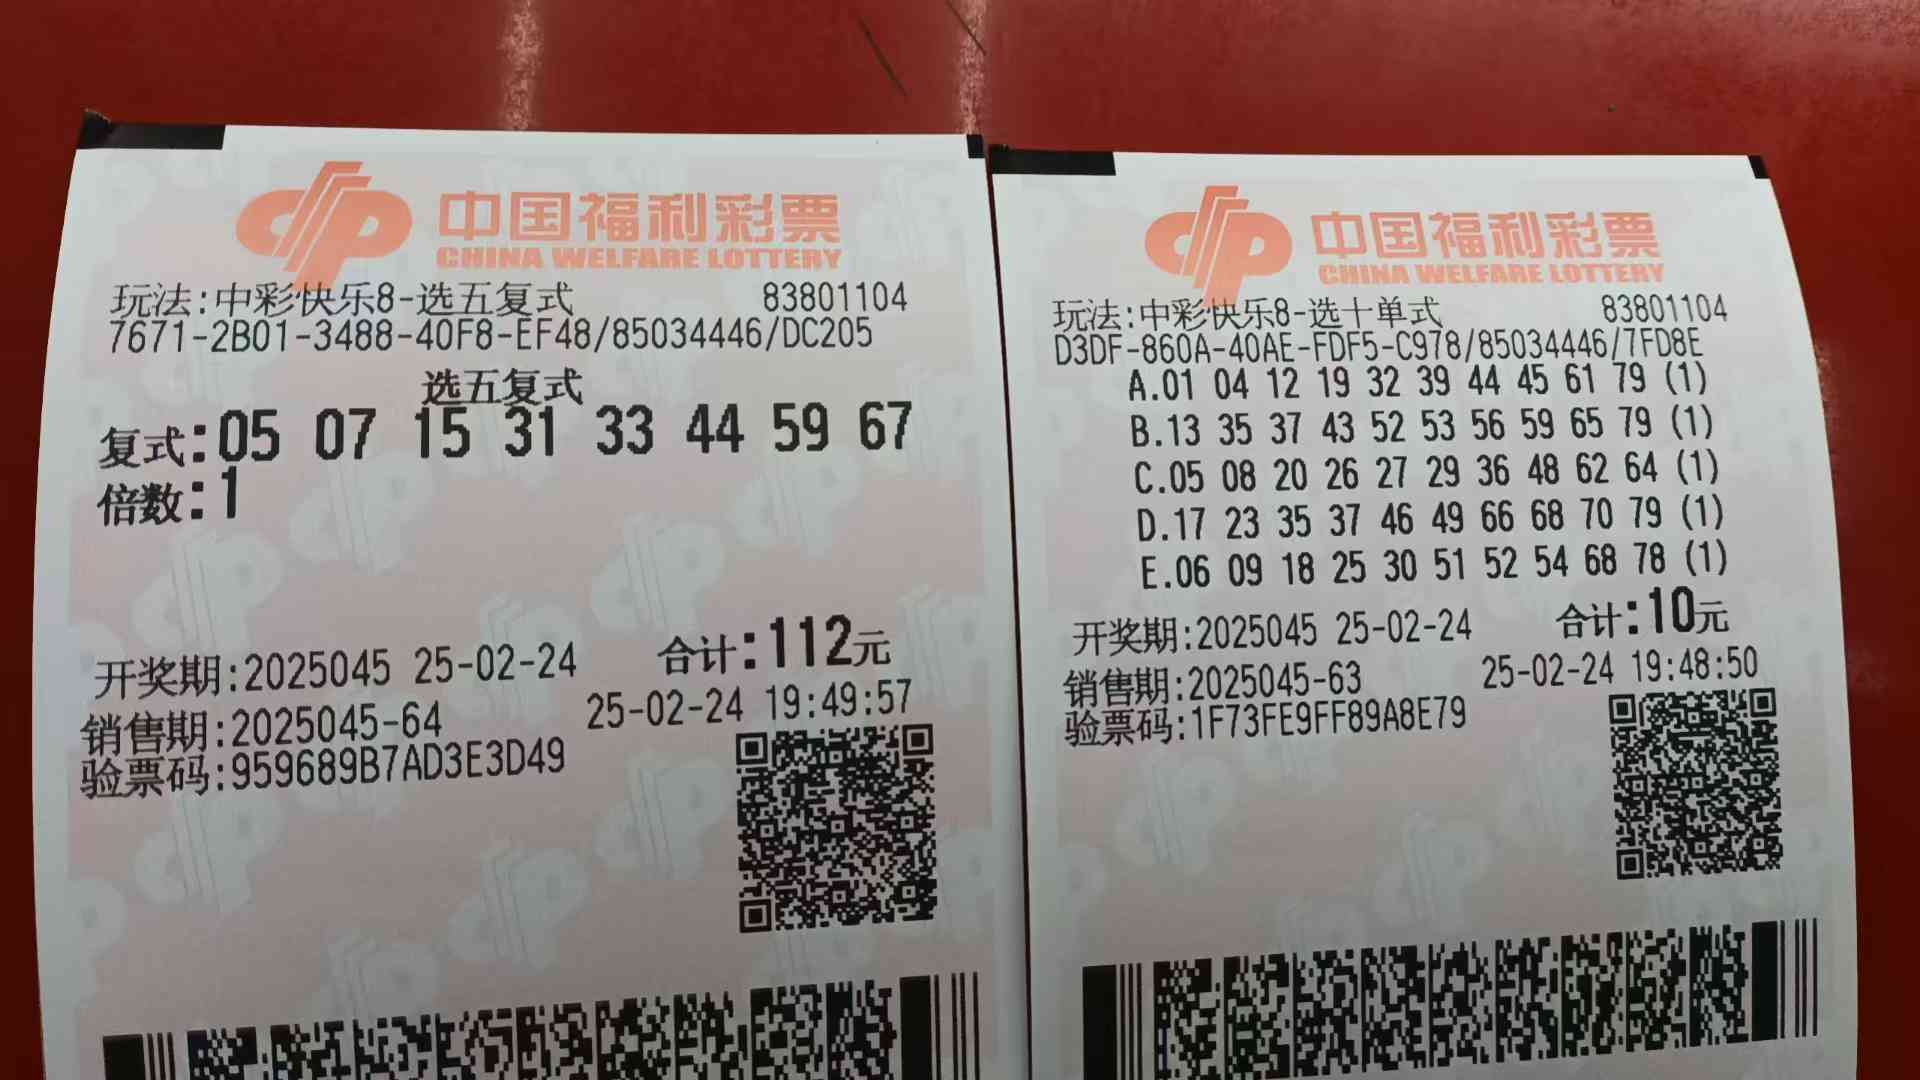 中国福利彩票
CHINA WELFARE LOTTERY
玩法:中彩快乐8-选五复式 83801104
7671-2B01-3488-40F8-EF48/85034446/DC205
选五复式
复式:05 07 15 31 33 44 59 67
倍数:1
开奖期:2025045 25-02-24 合计:112元
销售期:2025045-64 25-02-24 19:49:57
验票码:959689B7AD3E3D49
中国福利彩票
CHINA WELFARE LOTTERY
玩法:中彩快乐8-选十单式 83801104
D3DF-860A-40AE-FDF5-C978/85034446/7FD8E
A.01 04 12 19 32 39 44 45 61 79 (1)
B.13 35 37 43 52 53 56 59 65 79 (1)
C.05 08 20 26 27 29 36 48 62 64 (1)
D.17 23 35 37 46 49 66 68 70 79 (1)
E.06 09 18 25 30 51 52 54 68 78 (1)
开奖期:2025045 25-02-24 合计:10元
销售期:2025045-63 25-02-24 19:48:50
验票码:1F73FE9FF89A8E79